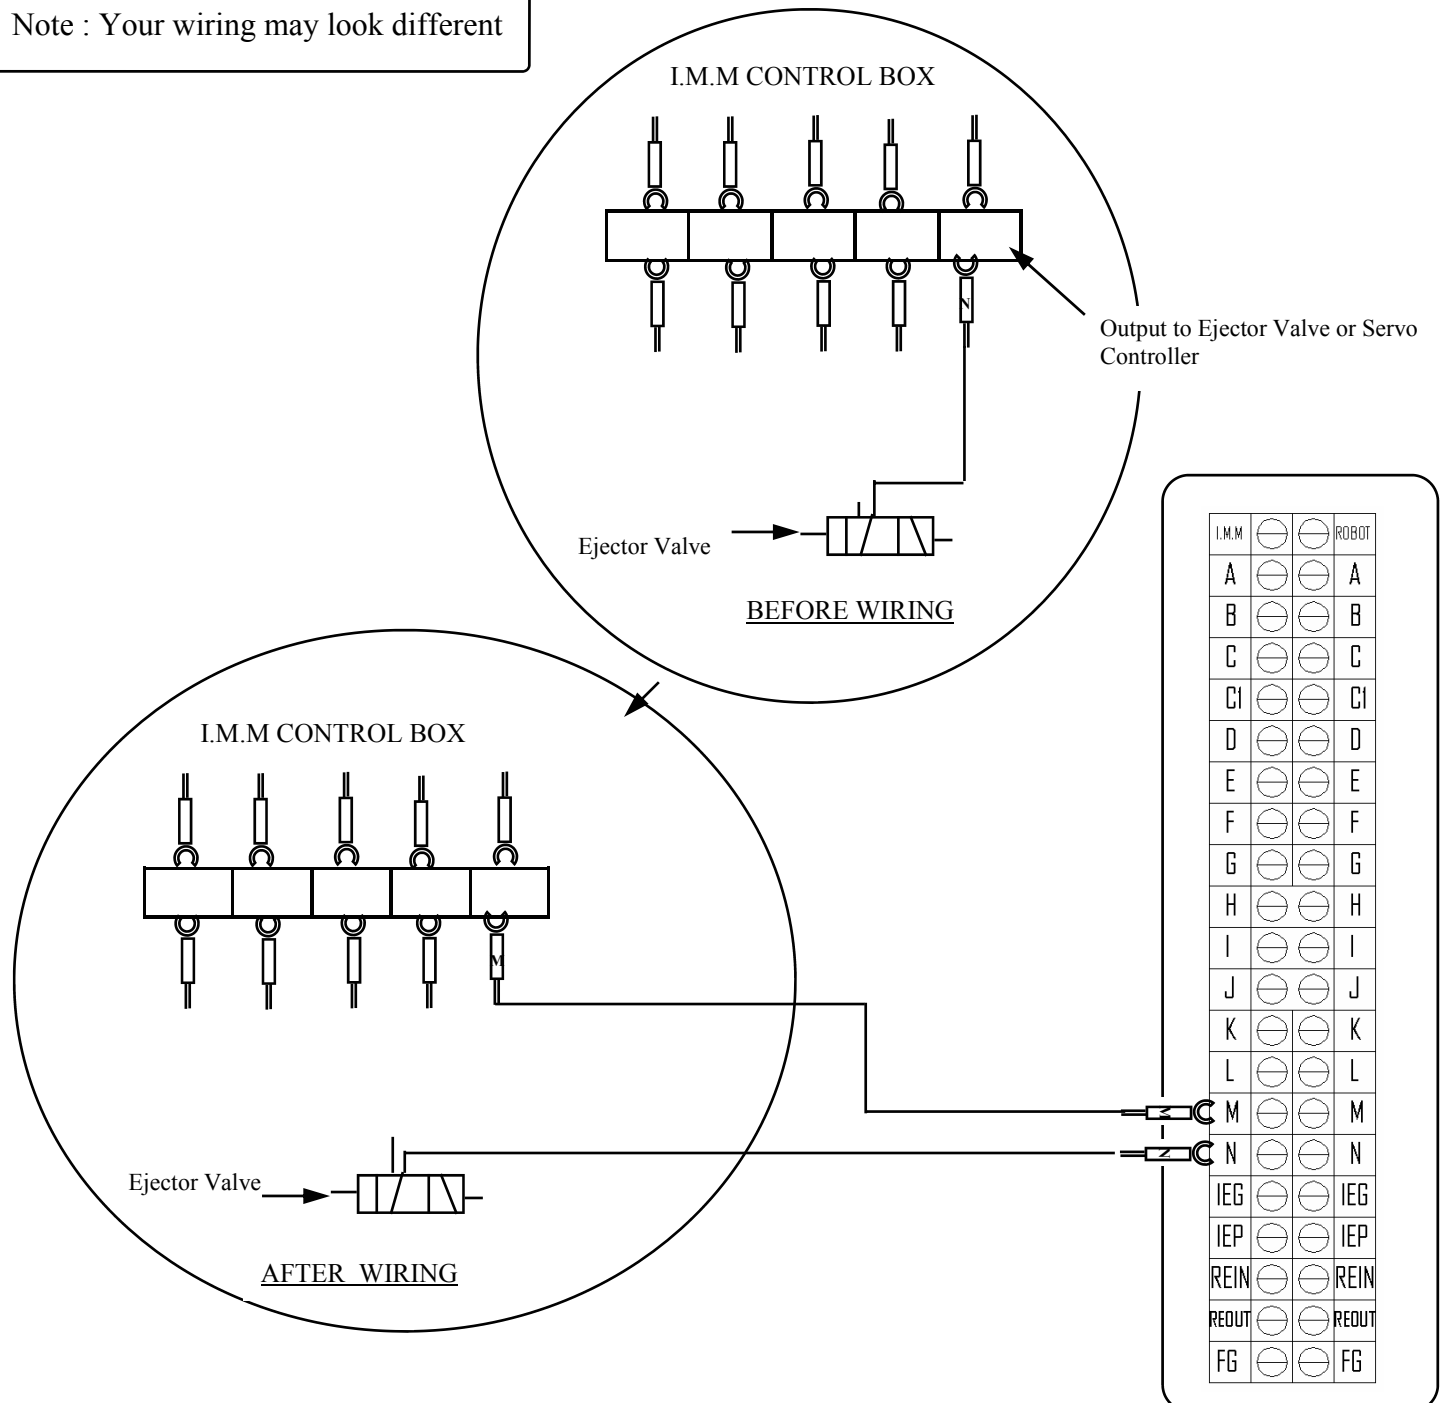 Note : Your wiring may look different
I.M.M CONTROL BOX
N
Output to Ejector Valve or Servo
Controller
Ejector Valve
BEFORE WIRING
I.M.M CONTROL BOX
M
Ejector Valve
AFTER WIRING
M
N
I.M.M ROBOT
A A
B B
C C
C1 C1
D D
E E
F F
G G
H H
I I
J J
K K
L L
M M
N N
IEG IEG
IEP IEP
REIN REIN
REOUT REOUT
FG FG